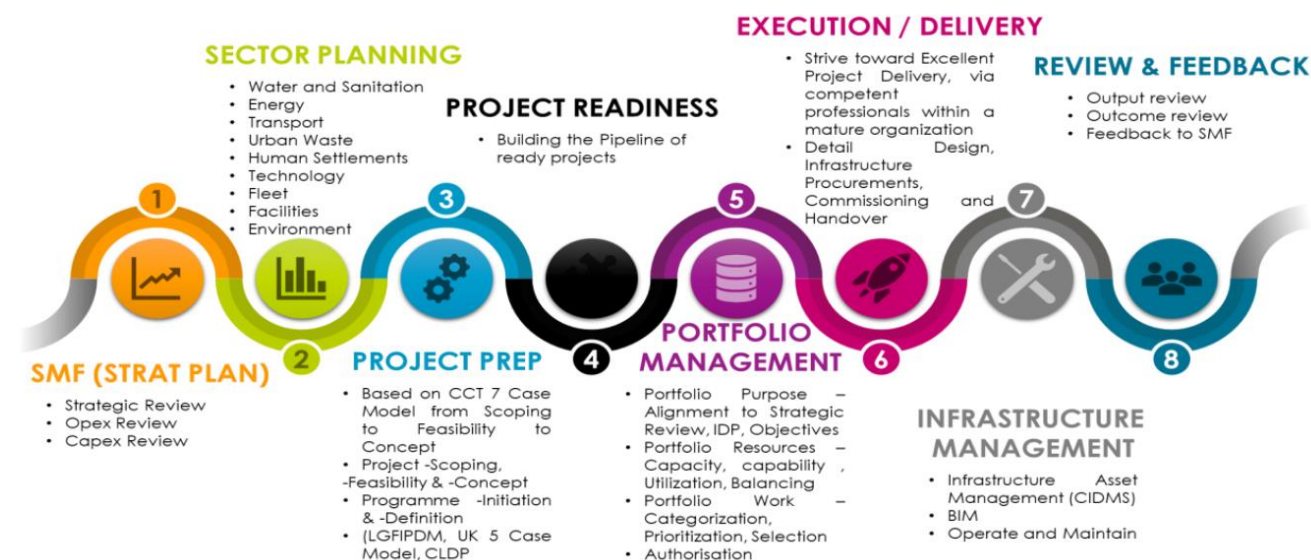 EXECUTION / DELIVERY
• Strive toward Excellent
Project Delivery, via
competent
professionals within a
mature organization
• Detail Design,
Infrastructure
Procurements,
Commissioning and
Handover
SECTOR PLANNING
• Water and Sanitation
• Energy
• Transport
• Urban Waste
• Human Settlements
• Technology
• Fleet
• Facilities
• Environment
PROJECT READINESS
• Building the Pipeline of
ready projects
REVIEW & FEEDBACK
• Output review
• Outcome review
• Feedback to SMF
1
3
5
7
2
4
6
8
SMF (STRAT PLAN)
• Strategic Review
• Opex Review
• Capex Review
PROJECT PREP
• Based on CCT 7 Case
Model from Scoping
to Feasibility to
Concept
• Project -Scoping,
-Feasibility & -Concept
• Programme -Initiation
& -Definition
• (LGFIPDM, UK 5 Case
Model, CLDP
PORTFOLIO
MANAGEMENT
• Portfolio Purpose –
Alignment to Strategic
Review, IDP, Objectives
• Portfolio Resources –
Capacity, capability ,
Utilization, Balancing
• Portfolio Work –
Categorization,
Prioritization, Selection
• Authorisation
INFRASTRUCTURE
MANAGEMENT
• Infrastructure Asset
Management (CIDMS)
• BIM
• Operate and Maintain